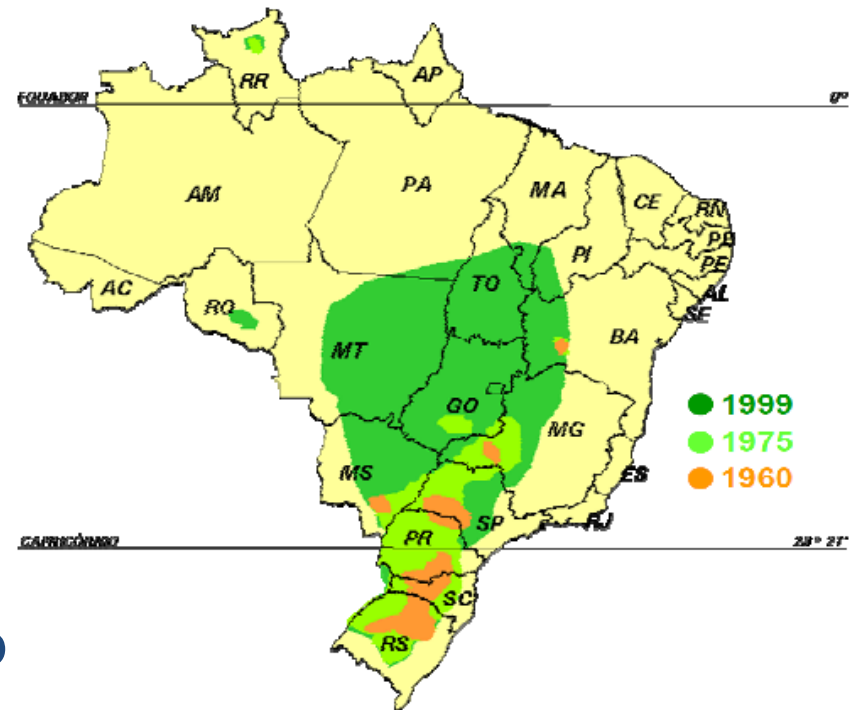 RR
AP
EQUADOR 0º
AM
PA
MA
CE
RN
PB
PI
PE
AC
TO
AL
RO
SE
BA
MT
GO
1999
MG
1975
MS
ES
1960
SP
RJ
PR
CAPRICÓRNIO 23º 27'
SC
RS